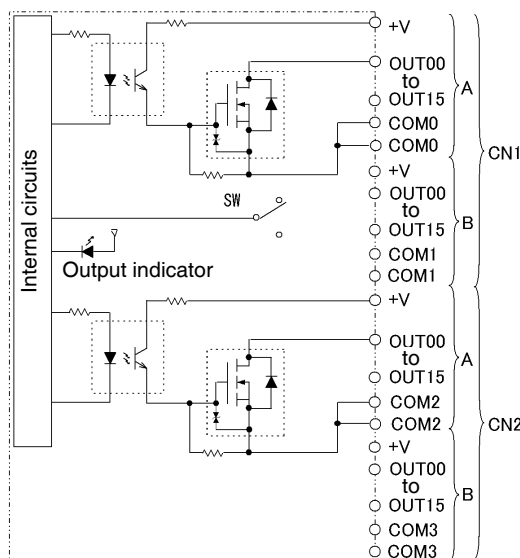 Internal circuits
+V
OUT00
to
OUT15
COM0
COM0
A
+V
OUT00
to
OUT15
COM1
COM1
B
CN1
SW
Output indicator
+V
OUT00
to
OUT15
COM2
COM2
A
+V
OUT00
to
OUT15
COM3
COM3
B
CN2